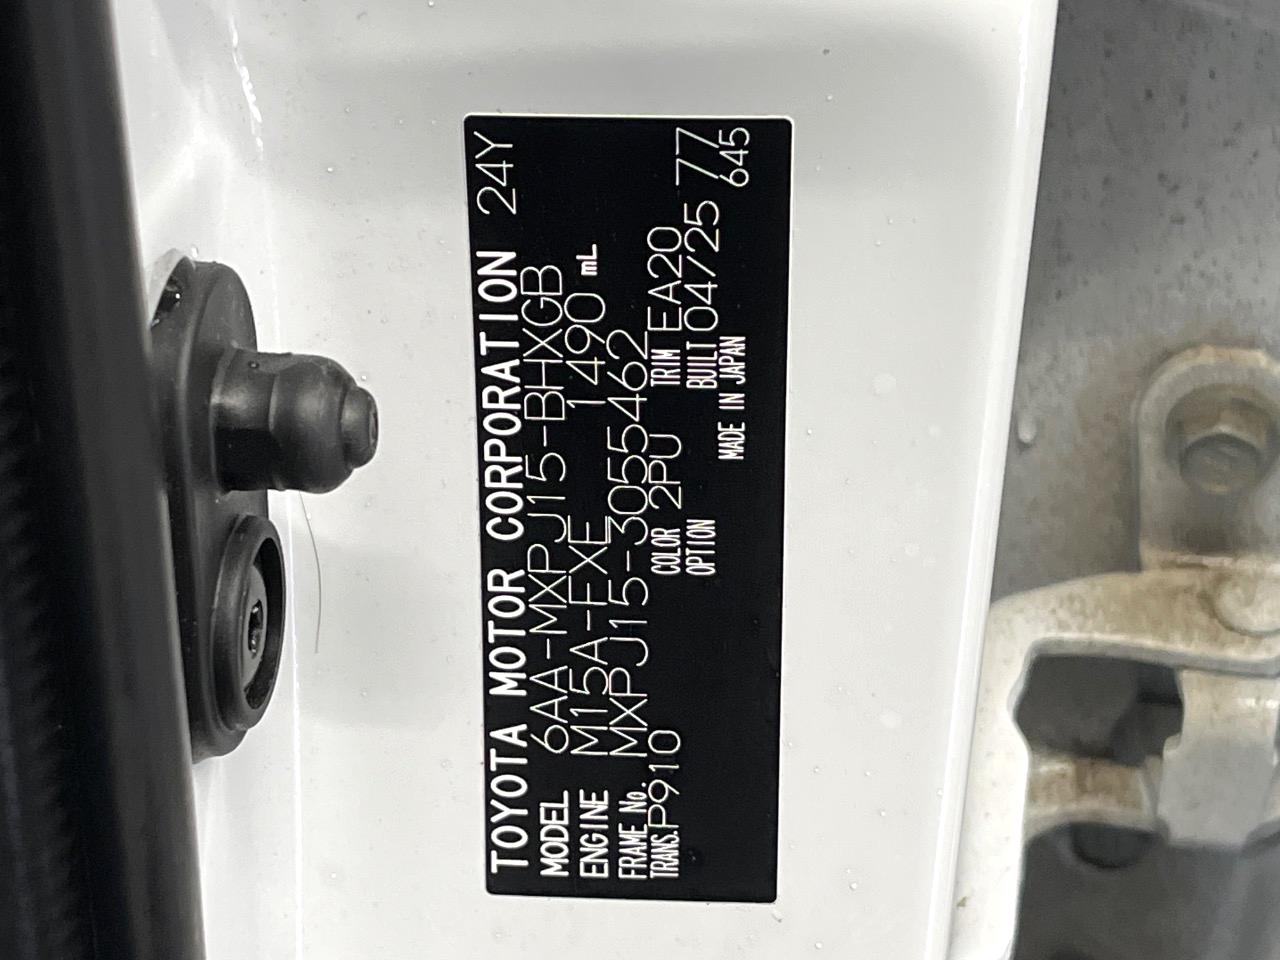 TOYOTA MOTOR CORPORATION 24Y
MODEL 6AA-MXPJ15-BHXGB
ENGINE M15A-FXE 1490 mL
FRAME No. MXPJ15-3055462
TRANS. P910 COLOR 2PU TRIM EA20
OPTION BUILT 04/25 77
MADE IN JAPAN 645